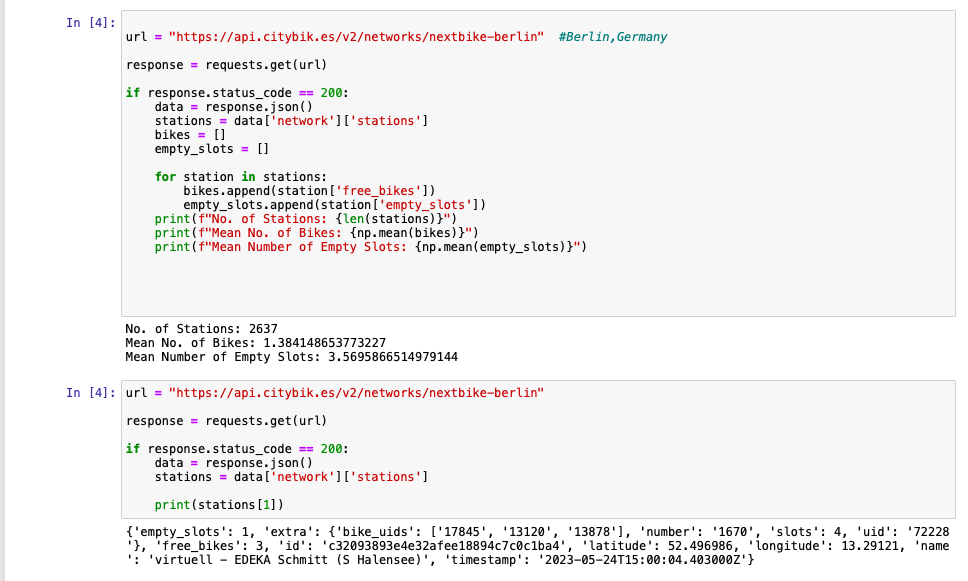 In [4]:
url = "https://api.citybik.es/v2/networks/nextbike-berlin"  #Berlin,Germany
response = requests.get(url)
if response.status_code == 200:
    data = response.json()
    stations = data['network']['stations']
    bikes = []
    empty_slots = []
    for station in stations:
        bikes.append(station['free_bikes'])
        empty_slots.append(station['empty_slots'])
    print(f"No. of Stations: {len(stations)}")
    print(f"Mean No. of Bikes: {np.mean(bikes)}")
    print(f"Mean Number of Empty Slots: {np.mean(empty_slots)}")
No. of Stations: 2637
Mean No. of Bikes: 1.384148653773227
Mean Number of Empty Slots: 3.5695866514979144
In [4]: url = "https://api.citybik.es/v2/networks/nextbike-berlin"
response = requests.get(url)
if response.status_code == 200:
    data = response.json()
    stations = data['network']['stations']
    print(stations[1])
{'empty_slots': 1, 'extra': {'bike_uids': ['17845', '13120', '13878'], 'number': '1670', 'slots': 4, 'uid': '72228
'}, 'free_bikes': 3, 'id': 'c32093893e4e32afee18894c7c0c1ba4', 'latitude': 52.496986, 'longitude': 13.29121, 'name
': 'virtuell – EDEKA Schmitt (S Halensee)', 'timestamp': '2023-05-24T15:00:04.403000Z'}